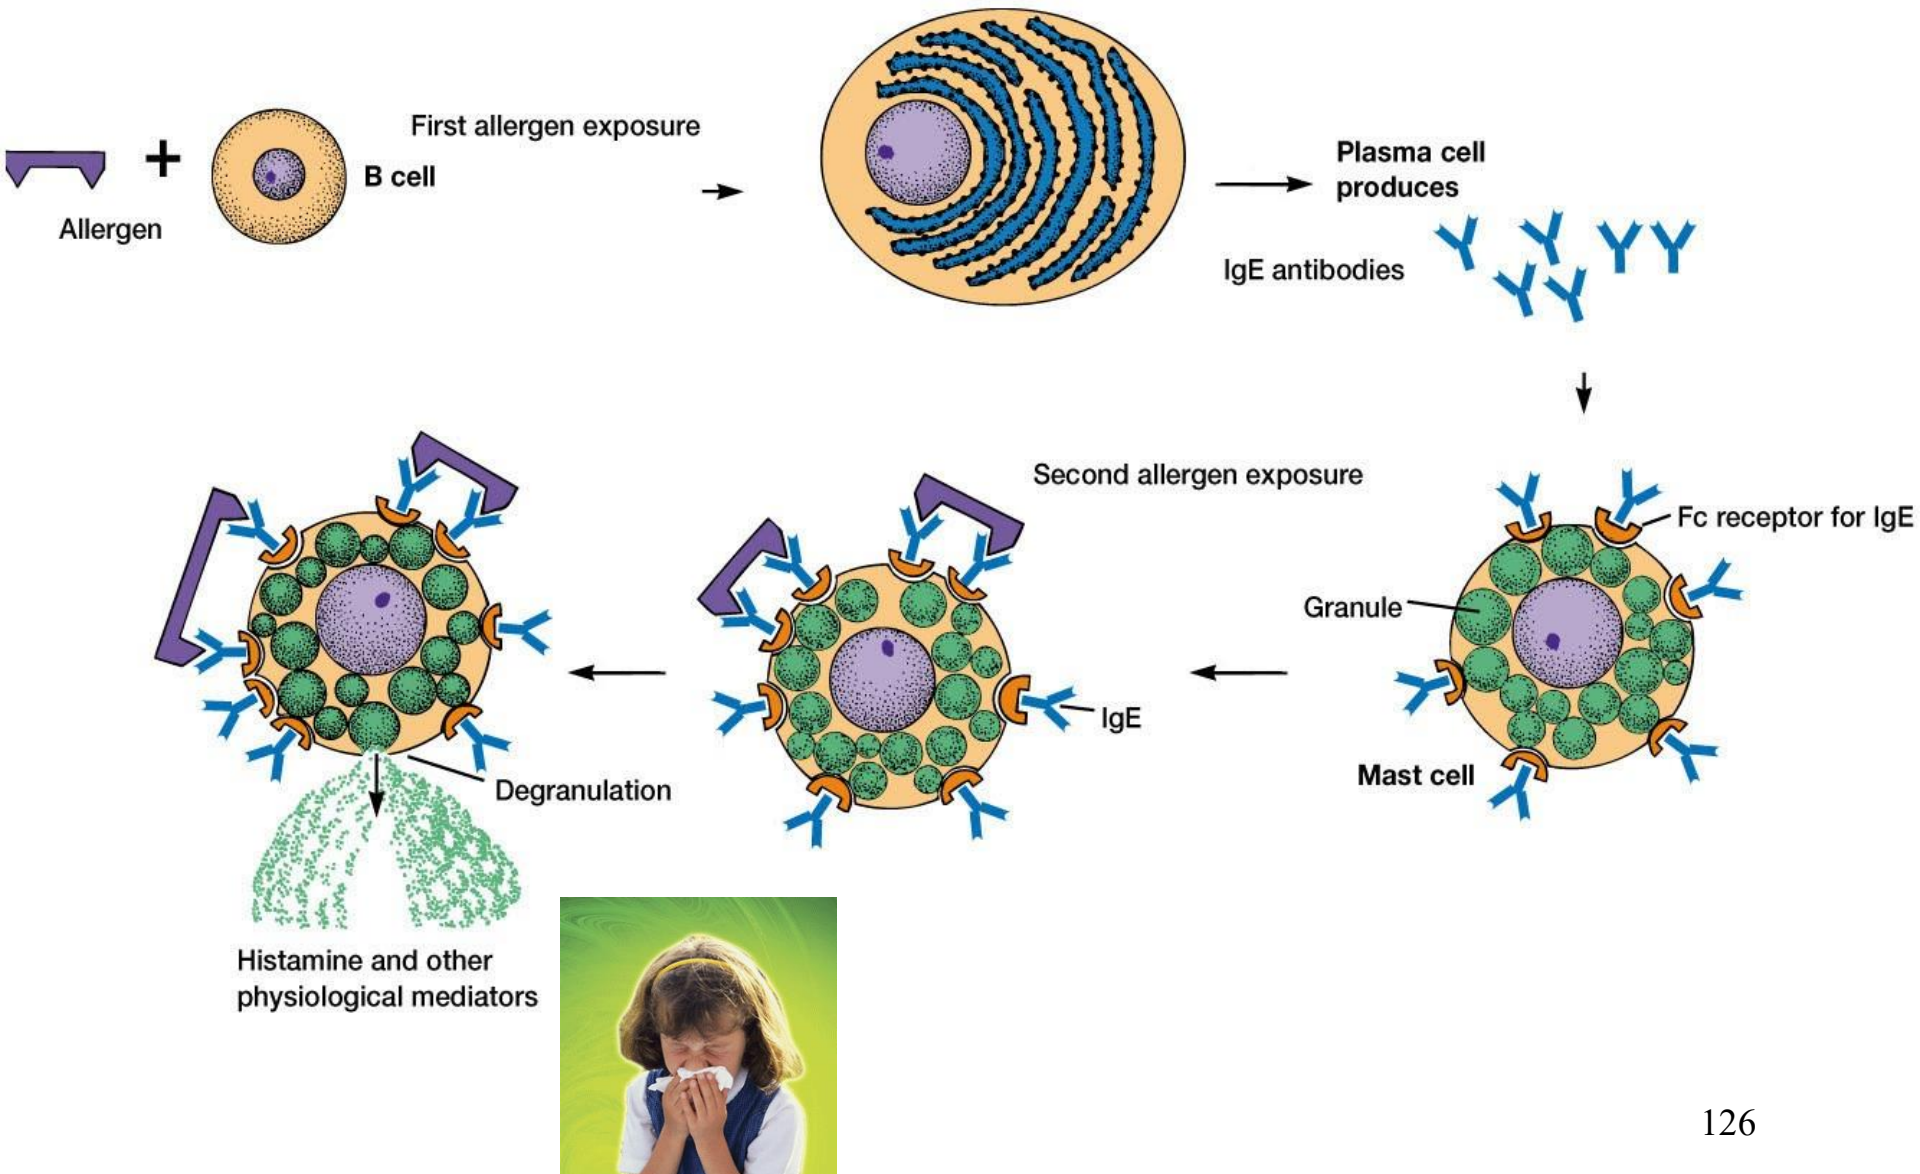 First allergen exposure
B cell
Allergen
Plasma cell
produces
IgE antibodies
Second allergen exposure
Fc receptor for IgE
Granule
IgE
Mast cell
Degranulation
Histamine and other
physiological mediators
126